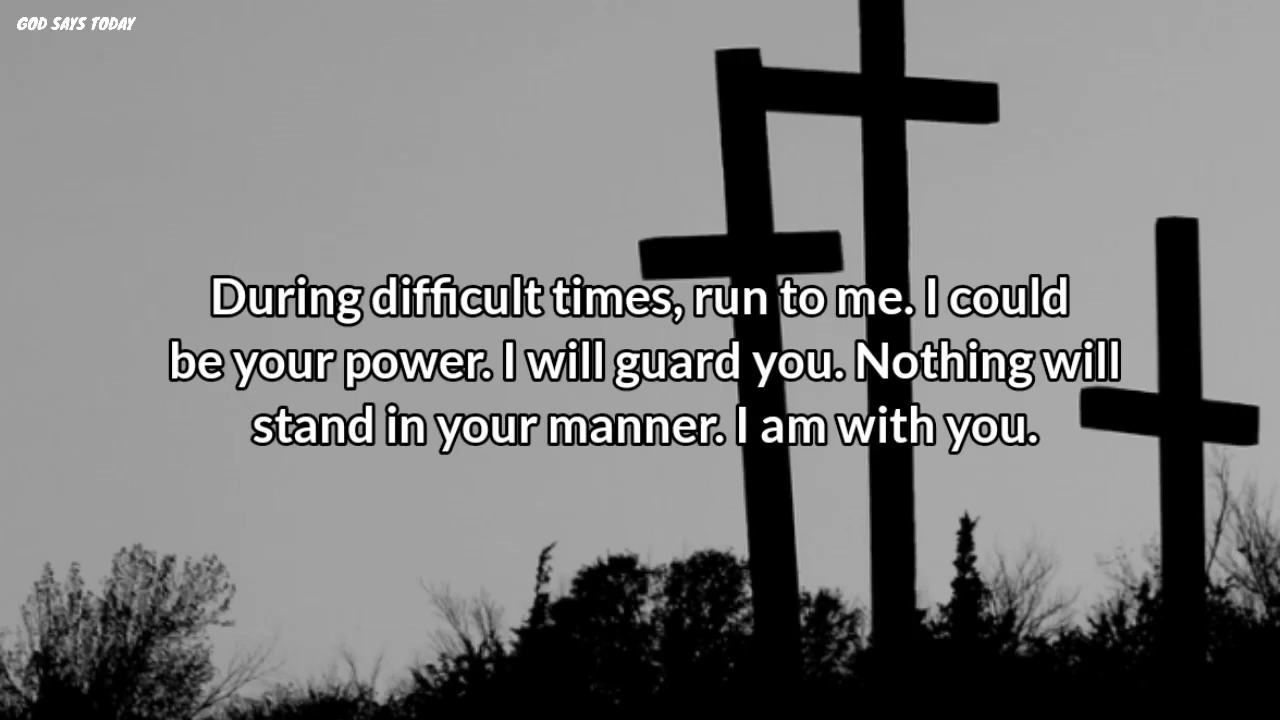 GOD SAYS TODAY
During difficult times, run to me. I could
be your power. I will guard you. Nothing will
stand in your manner. I am with you.